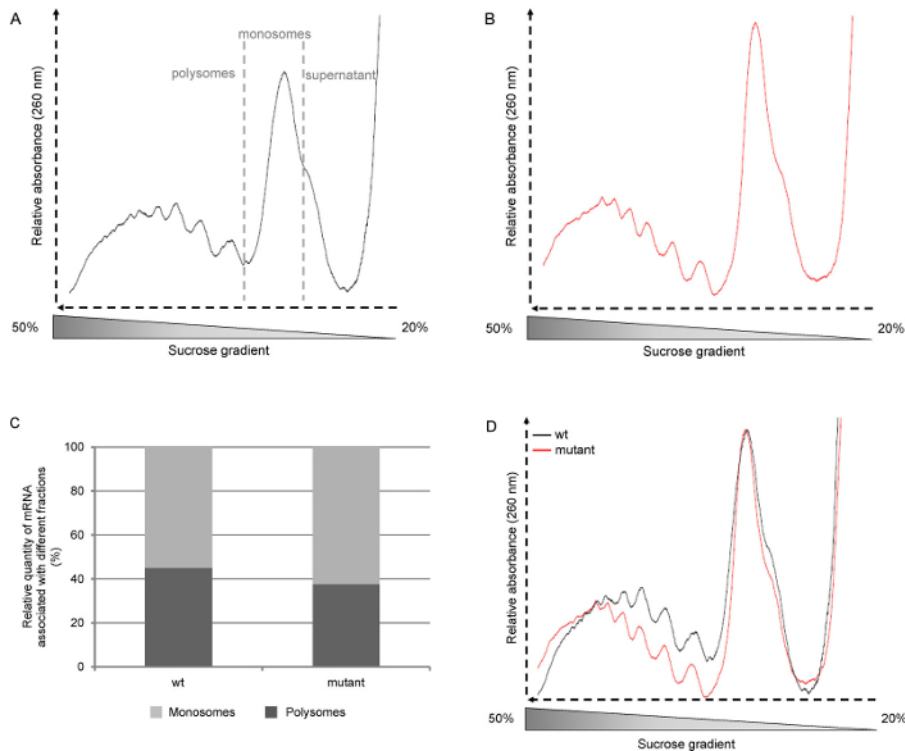 A
Relative absorbance (260 nm)
monosomes
polysomes
supernatant
50%
20%
Sucrose gradient
B
Relative absorbance (260 nm)
50%
20%
Sucrose gradient
C
Relative quantity of mRNA
associated with different fractions
(%)
100
80
60
40
20
0
wt
mutant
Monosomes
Polysomes
D
wt
mutant
Relative absorbance (260 nm)
50%
20%
Sucrose gradient